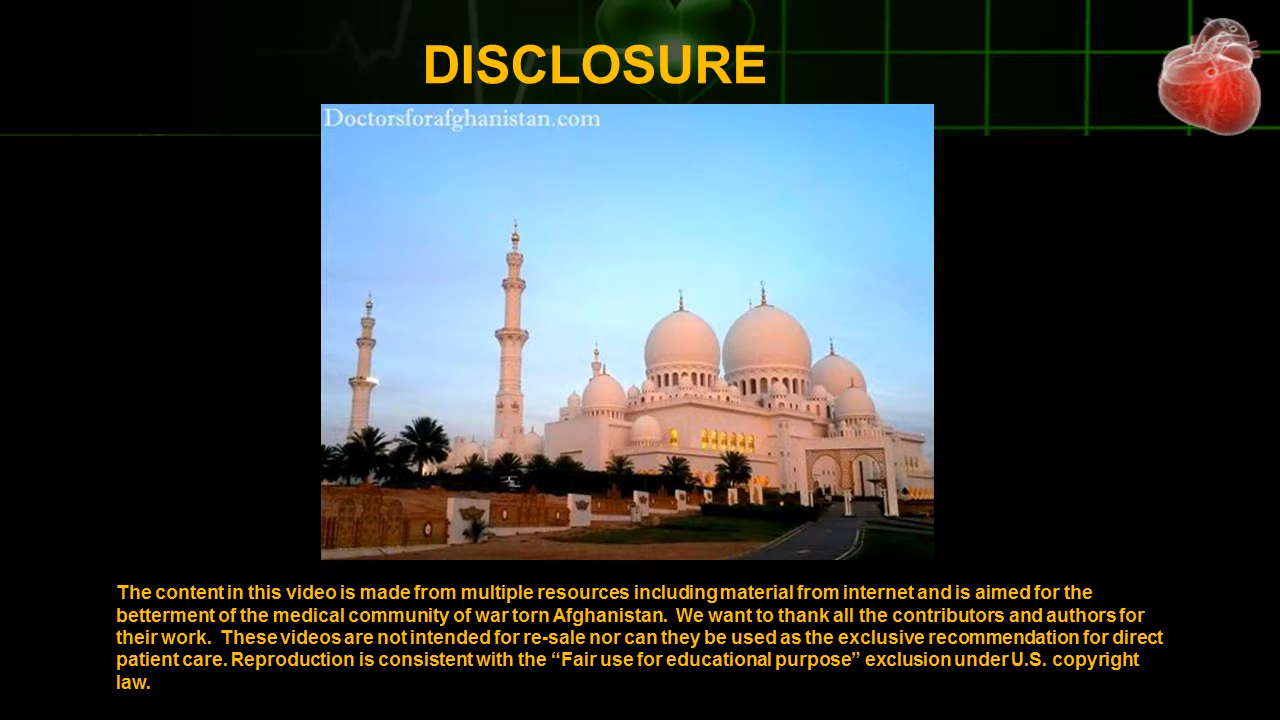 DISCLOSURE
Doctorsforafghanistan.com
The content in this video is made from multiple resources including material from internet and is aimed for the
betterment of the medical community of war torn Afghanistan.  We want to thank all the contributors and authors for
their work.  These videos are not intended for re-sale nor can they be used as the exclusive recommendation for direct
patient care. Reproduction is consistent with the “Fair use for educational purpose” exclusion under U.S. copyright
law.